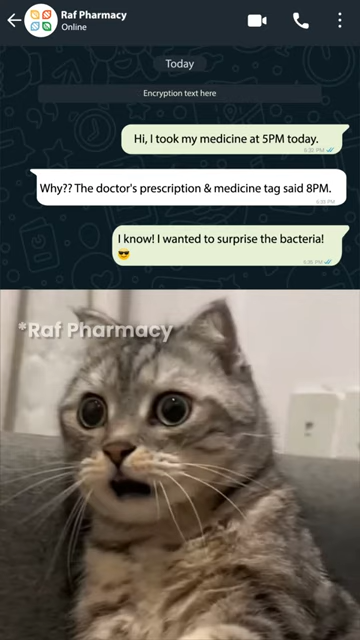 Raf Pharmacy
Online
Today
Encryption text here
Hi, I took my medicine at 5PM today.
Why?? The doctor's prescription & medicine tag said 8PM.
I know! I wanted to surprise the bacteria!
😎
*Raf Pharmacy